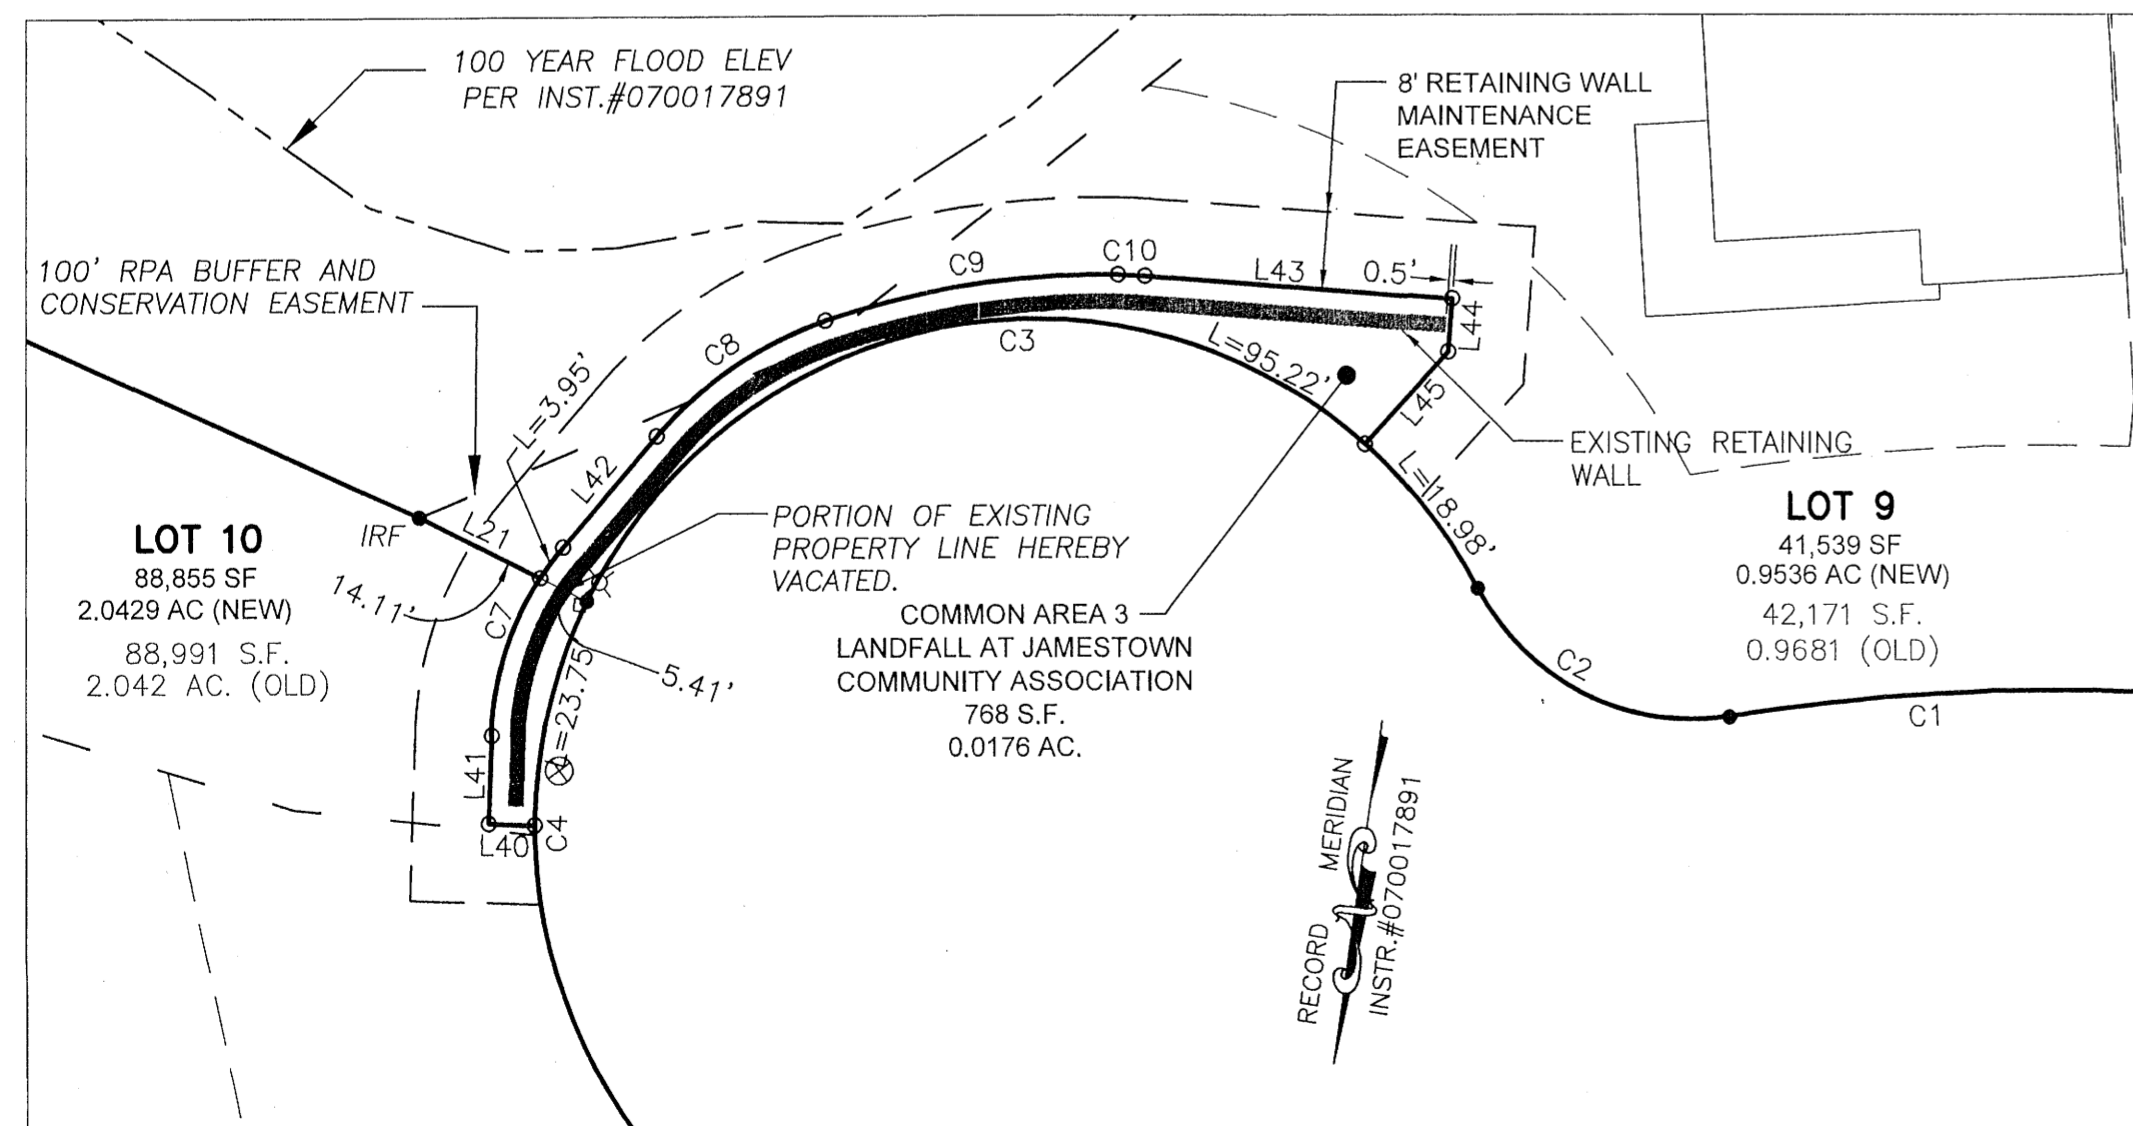 100 YEAR FLOOD ELEV
PER INST.#070017891
8' RETAINING WALL
MAINTENANCE
EASEMENT
100' RPA BUFFER AND
CONSERVATION EASEMENT
C9
C10
L43
0.5'
L44
C8
C3
L=95.22'
L45
L=3.95'
L42
EXISTING RETAINING
WALL
L=18.98'
IRF
L21
14.11'
LOT 10
88,855 SF
2.0429 AC (NEW)
88,991 S.F.
2.042 AC. (OLD)
PORTION OF EXISTING
PROPERTY LINE HEREBY
VACATED.
LOT 9
41,539 SF
0.9536 AC (NEW)
42,171 S.F.
0.9681 (OLD)
C7
5.41'
L=23.75'
COMMON AREA 3
LANDFALL AT JAMESTOWN
COMMUNITY ASSOCIATION
768 S.F.
0.0176 AC.
C2
C1
L41
L40
C4
RECORD MERIDIAN
INSTR.#070017891